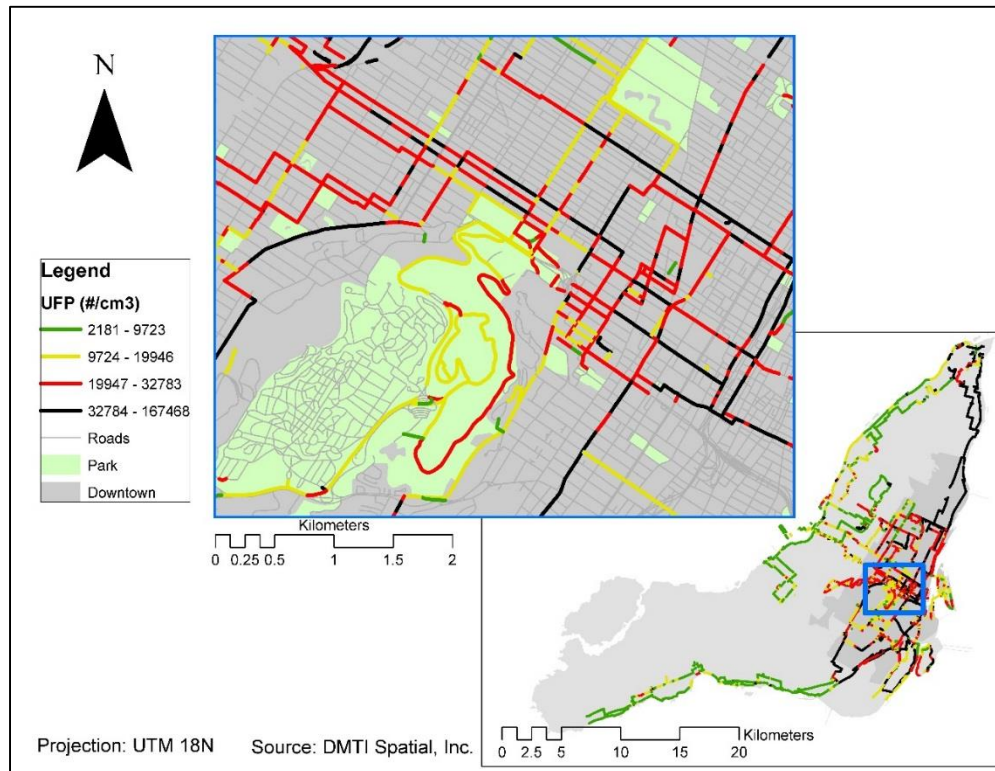 N
Legend
UFP (#/cm3)
2181 - 9723
9724 - 19946
19947 - 32783
32784 - 167468
Roads
Park
Downtown
Kilometers
0 0.25 0.5 1 1.5 2
Kilometers
0 2.5 5 10 15 20
Projection: UTM 18N Source: DMTI Spatial, Inc.